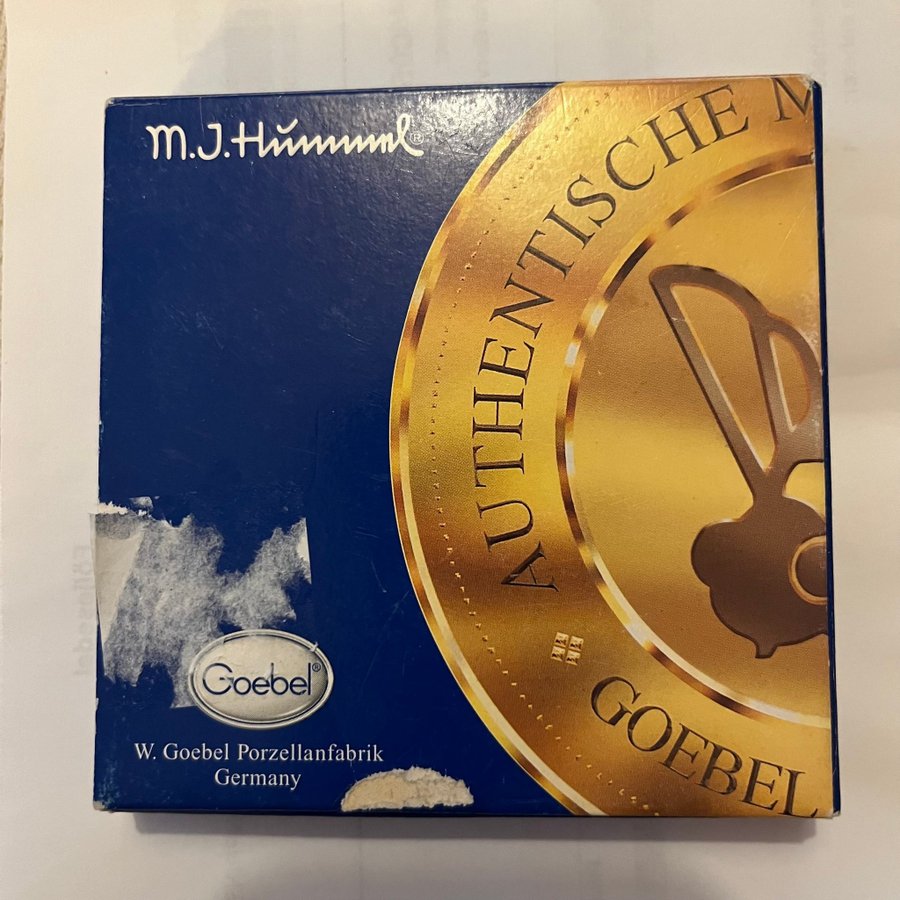 M.J.Hummel®
AUTHENTISCHE M
GOEBEL
Goebel®
W. Goebel Porzellanfabrik
Germany